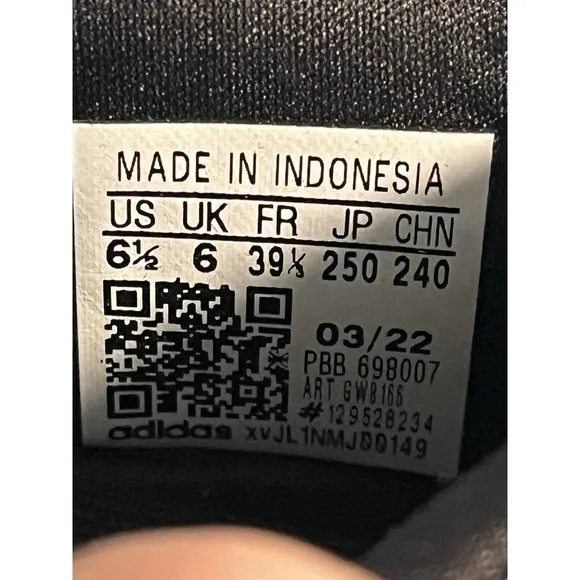 MADE IN INDONESIA
US UK FR JP CHN
6½ 6 39⅓ 250 240
03/22
PBB 698007
ART GW8166
#129528234
adidas xvJL1NMJD0149